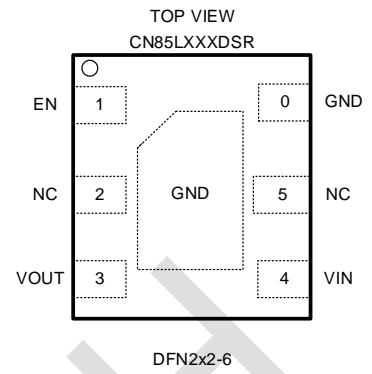 TOP VIEW
CN85LXXXDSR
EN 1 0 GND
NC 2 GND 5 NC
VOUT 3 4 VIN
DFN2x2-6